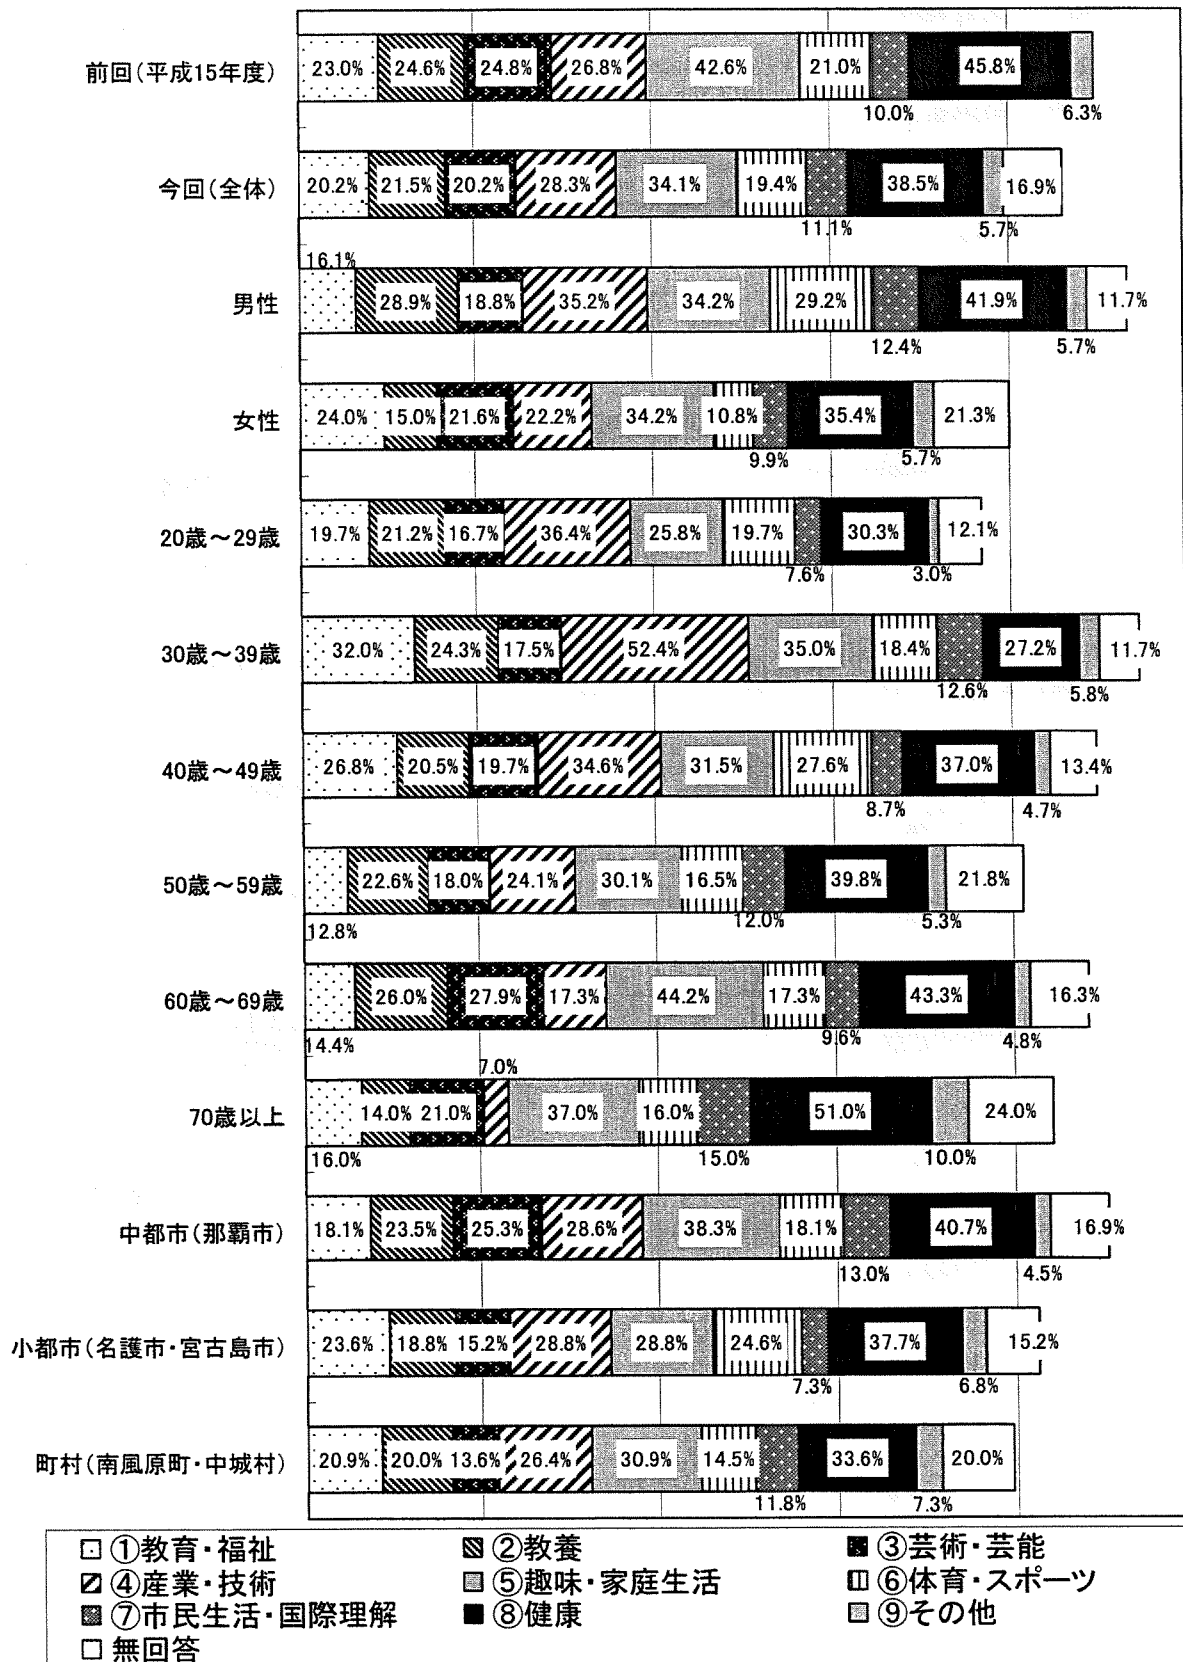 前回(平成15年度) 23.0% 24.6% 24.8% 26.8% 42.6% 21.0% 45.8%
10.0% 6.3%
今回(全体) 20.2% 21.5% 20.2% 28.3% 34.1% 19.4% 38.5% 16.9%
11.1% 5.7%
16.1%
男性 28.9% 18.8% 35.2% 34.2% 29.2% 41.9% 11.7%
12.4% 5.7%
女性 24.0% 15.0% 21.6% 22.2% 34.2% 10.8% 35.4% 21.3%
9.9% 5.7%
20歳～29歳 19.7% 21.2% 16.7% 36.4% 25.8% 19.7% 30.3% 12.1%
7.6% 3.0%
30歳～39歳 32.0% 24.3% 17.5% 52.4% 35.0% 18.4% 27.2% 11.7%
12.6% 5.8%
40歳～49歳 26.8% 20.5% 19.7% 34.6% 31.5% 27.6% 37.0% 13.4%
8.7% 4.7%
50歳～59歳 22.6% 18.0% 24.1% 30.1% 16.5% 39.8% 21.8%
12.8% 12.0% 5.3%
60歳～69歳 26.0% 27.9% 17.3% 44.2% 17.3% 43.3% 16.3%
14.4% 9.6% 4.8%
7.0%
70歳以上 14.0% 21.0% 37.0% 16.0% 51.0% 24.0%
16.0% 15.0% 10.0%
中都市(那覇市) 18.1% 23.5% 25.3% 28.6% 38.3% 18.1% 40.7% 16.9%
13.0% 4.5%
小都市(名護市・宮古島市) 23.6% 18.8% 15.2% 28.8% 28.8% 24.6% 37.7% 15.2%
7.3% 6.8%
町村(南風原町・中城村) 20.9% 20.0% 13.6% 26.4% 30.9% 14.5% 33.6% 20.0%
11.8% 7.3%
①教育・福祉 ②教養 ③芸術・芸能
④産業・技術 ⑤趣味・家庭生活 ⑥体育・スポーツ
⑦市民生活・国際理解 ⑧健康 ⑨その他
無回答